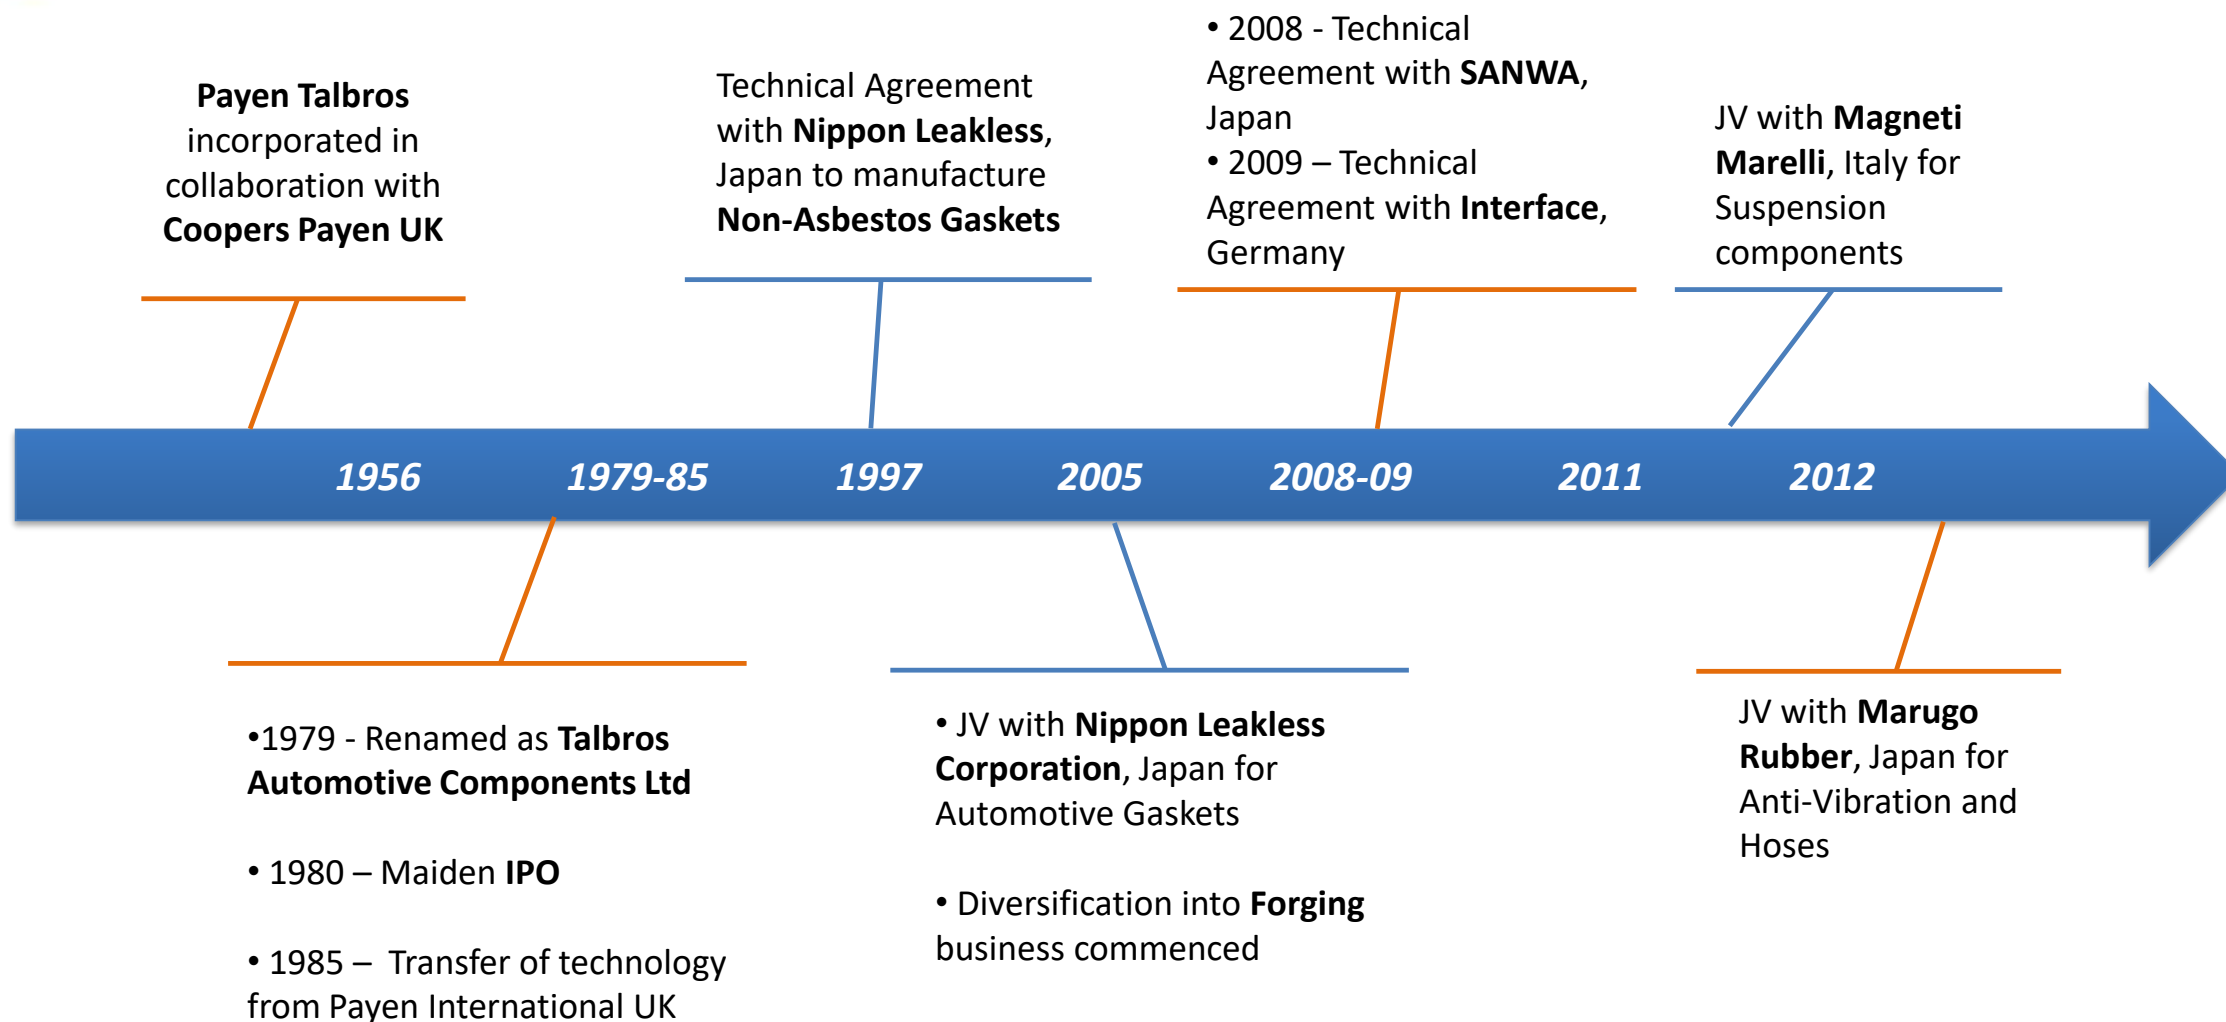 Payen Talbros
incorporated in
collaboration with
Coopers Payen UK
Technical Agreement
with Nippon Leakless,
Japan to manufacture
Non-Asbestos Gaskets
• 2008 - Technical
Agreement with SANWA,
Japan
• 2009 – Technical
Agreement with Interface,
Germany
JV with Magneti
Marelli, Italy for
Suspension
components
1956 1979-85 1997 2005 2008-09 2011 2012
•1979 - Renamed as Talbros
Automotive Components Ltd
• 1980 – Maiden IPO
• 1985 – Transfer of technology
from Payen International UK
• JV with Nippon Leakless
Corporation, Japan for
Automotive Gaskets
• Diversification into Forging
business commenced
JV with Marugo
Rubber, Japan for
Anti-Vibration and
Hoses